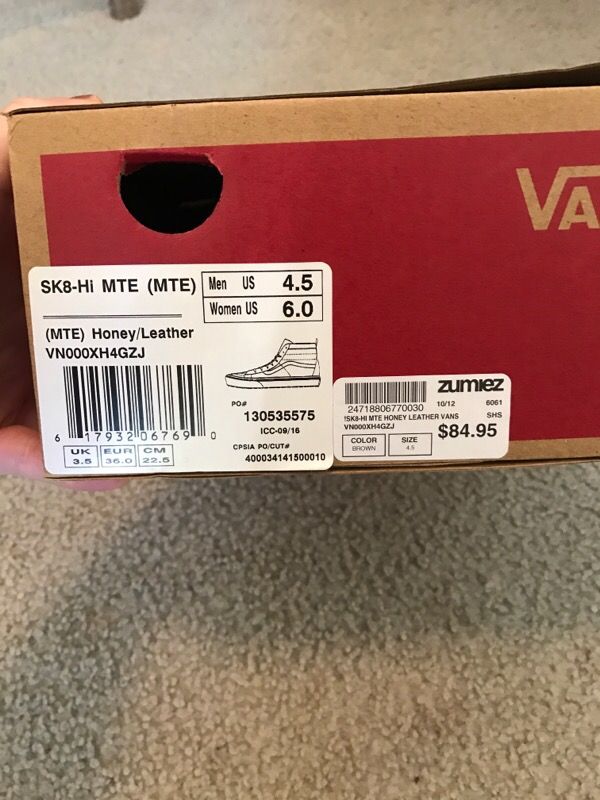 VA
SK8-Hi MTE (MTE)
Men US 4.5
Women US 6.0
(MTE) Honey/Leather
VN000XH4GZJ
PO#
130535575
ICC-09/16
CPSIA PO/CUT#
400034141500010
6 17932 06769 0
UK EUR CM
3.5 36.0 22.5
zumiez
24718806770030 10/12 6061
!SK8-HI MTE HONEY LEATHER VANS SHS
VN000XH4GZJ
$84.95
COLOR SIZE
BROWN 4.5